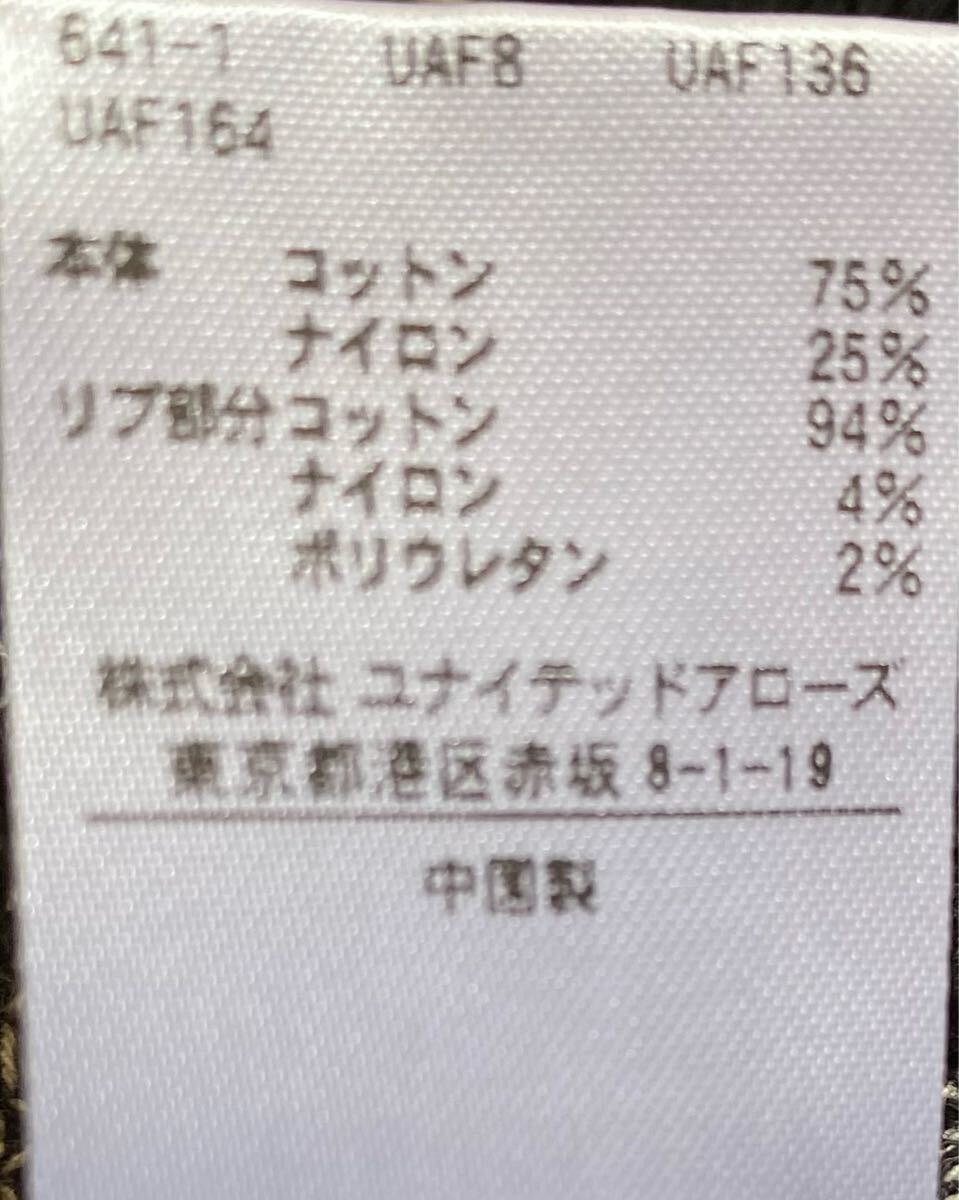 641-1 UAF8 UAF136
UAF164
本体 コットン 75%
ナイロン 25%
リブ部分 コットン 94%
ナイロン 4%
ポリウレタン 2%
株式会社 ユナイテッドアローズ
東京都港区赤坂 8-1-19
中国製